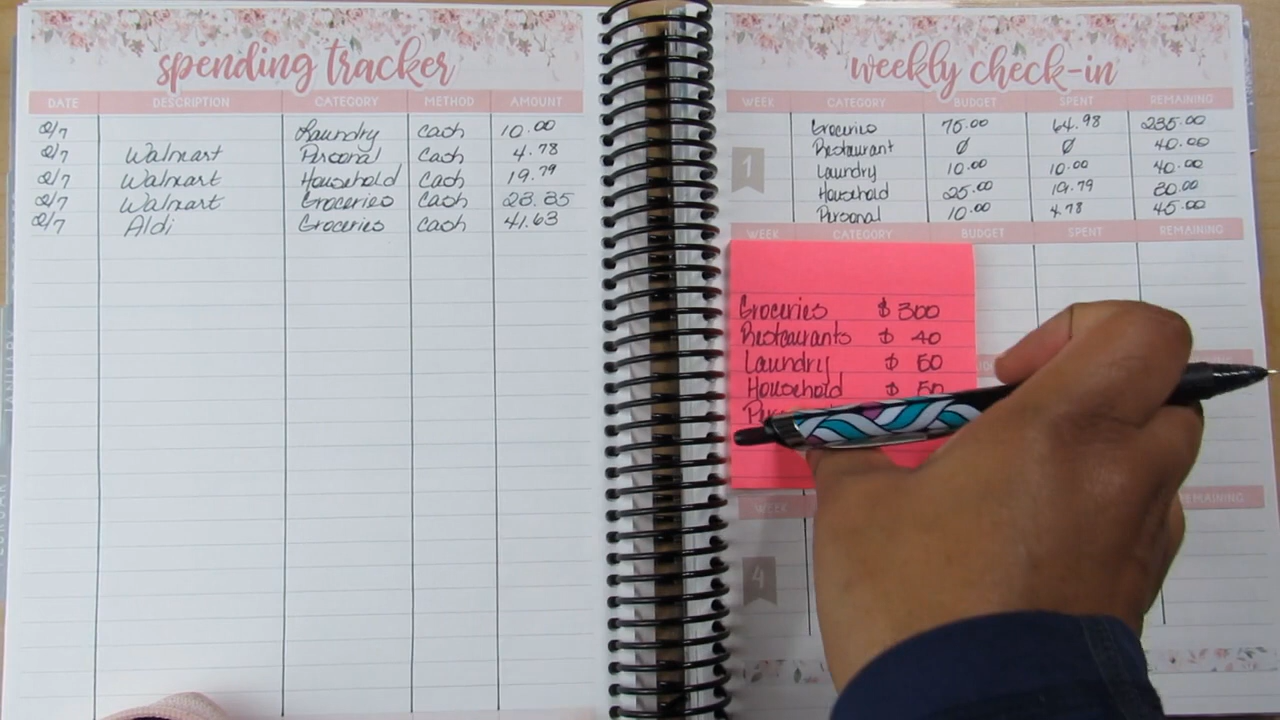 spending tracker
DATE DESCRIPTION CATEGORY METHOD AMOUNT
2/7 Laundry cash 10.00
2/7 Walmart Personal Cash 4.78
2/7 Walmart Household Cash 19.79
2/7 Walmart Groceries Cash 23.35
2/7 Aldi Groceries cash 41.63
weekly check-in
WEEK CATEGORY BUDGET SPENT REMAINING
1
Groceries 75.00 64.98 235.00
Restaurant Ø Ø 40.00
Laundry 10.00 10.00 40.00
Household 25.00 19.79 30.00
Personal 10.00 4.78 45.00
WEEK CATEGORY BUDGET SPENT REMAINING
Groceries $ 300
Restaurants $ 40
Laundry $ 50
Household $ 50
REMAINING
WEEK
4
JANUARY
FEBRUARY